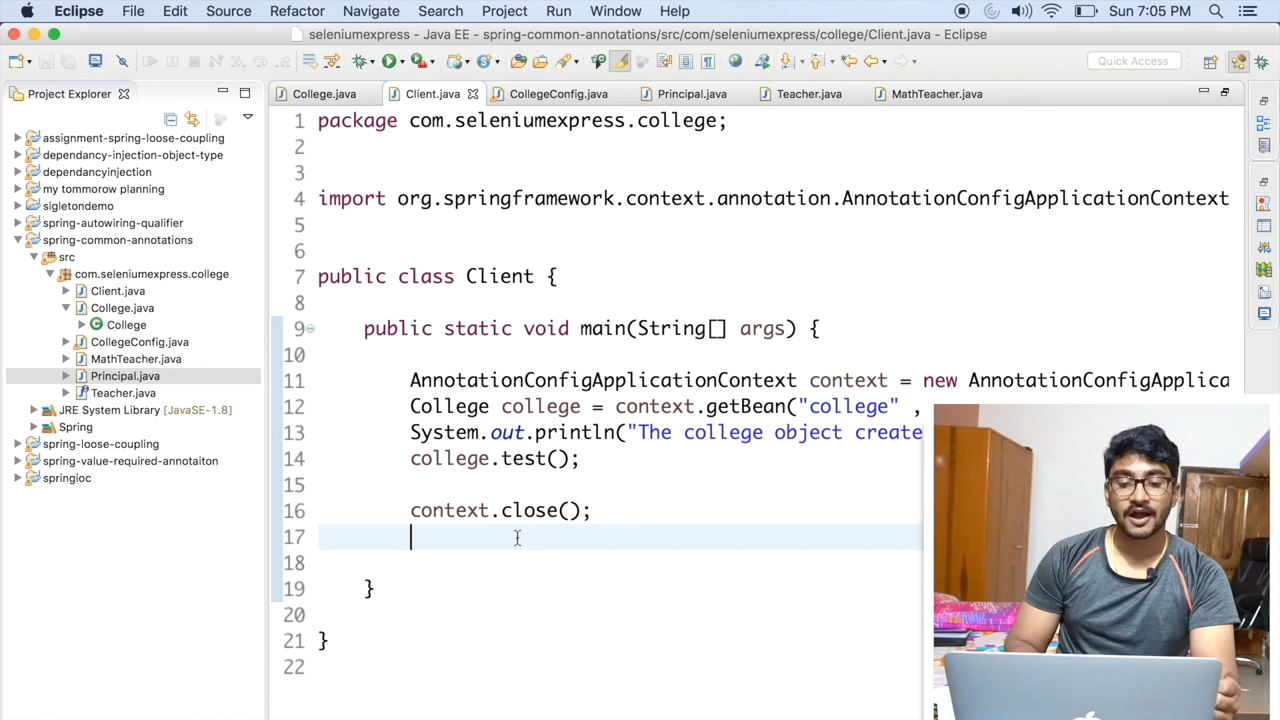 Eclipse File Edit Source Refactor Navigate Search Project Run Window Help Sun 7:05 PM
seleniumexpress - Java EE - spring-common-annotations/src/com/seleniumexpress/college/Client.java - Eclipse
Quick Access
Project Explorer
College.java Client.java CollegeConfig.java Principal.java Teacher.java MathTeacher.java
assignment-spring-loose-coupling
dependancy-injection-object-type
dependancyinjection
my tommorow planning
sigletondemo
spring-autowiring-qualifier
spring-common-annotations
src
com.seleniumexpress.college
Client.java
College.java
College
CollegeConfig.java
MathTeacher.java
Principal.java
Teacher.java
JRE System Library [JavaSE-1.8]
Spring
spring-loose-coupling
spring-value-required-annotaiton
springioc
1 package com.seleniumexpress.college;
2
3
4 import org.springframework.context.annotation.AnnotationConfigApplicationContext
5
6
7 public class Client {
8
9 public static void main(String[] args) {
10
11 AnnotationConfigApplicationContext context = new AnnotationConfigApplica
12 College college = context.getBean("college" ,
13 System.out.println("The college object create
14 college.test();
15
16 context.close();
17
18
19 }
20
21 }
22